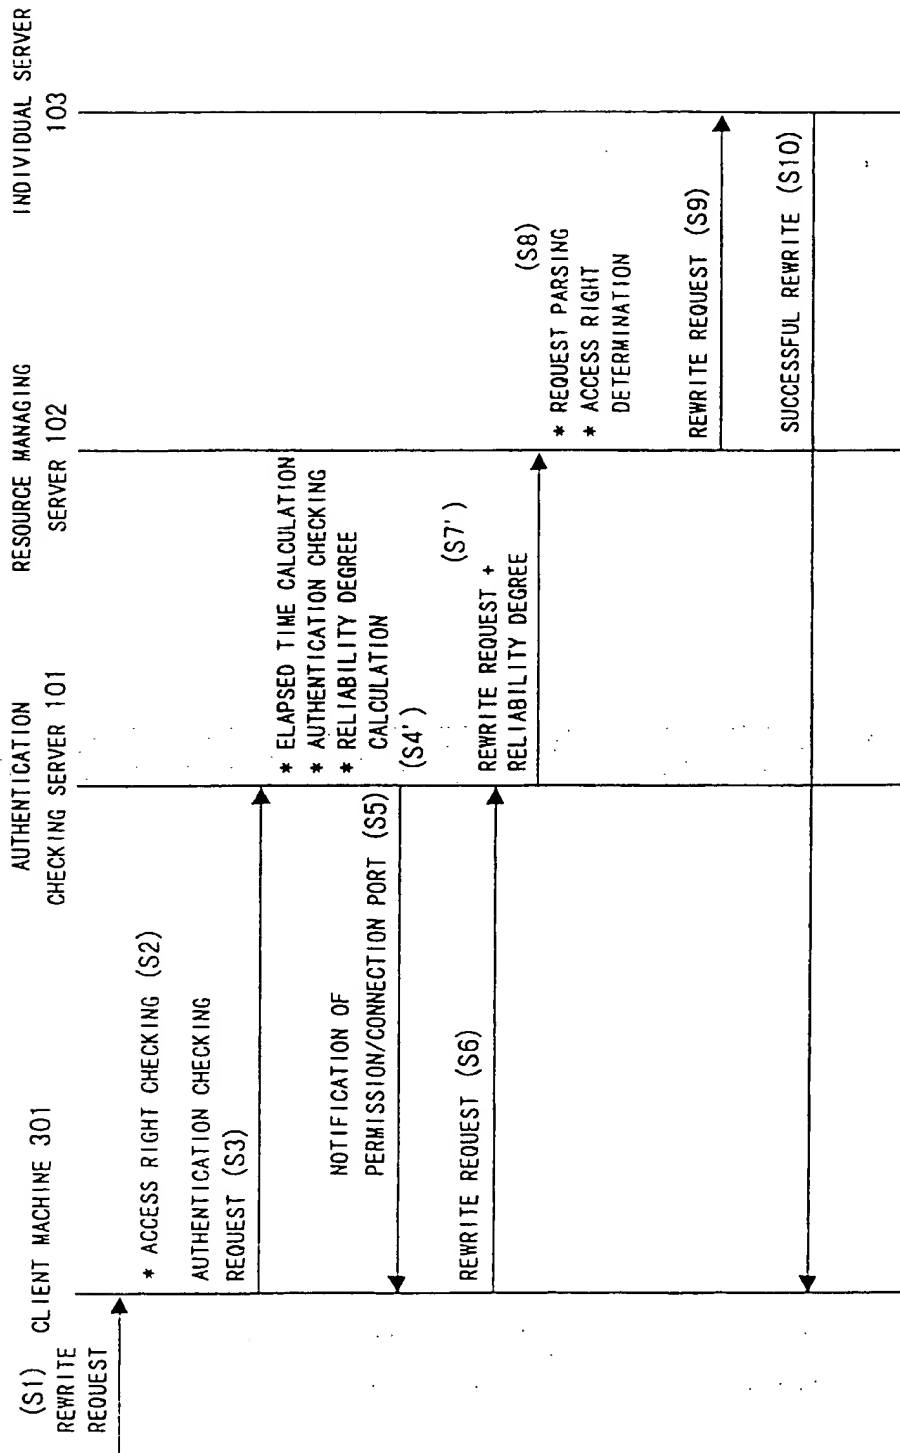 (S1)
REWRITE
REQUEST
CLIENT MACHINE 301
AUTHENTICATION
CHECKING SERVER 101
RESOURCE MANAGING
SERVER 102
INDIVIDUAL SERVER
103
* ACCESS RIGHT CHECKING (S2)
AUTHENTICATION CHECKING
REQUEST (S3)
* ELAPSED TIME CALCULATION
* AUTHENTICATION CHECKING
* RELIABILITY DEGREE
CALCULATION
(S4')
NOTIFICATION OF
PERMISSION/CONNECTION PORT (S5)
REWRITE REQUEST (S6)
(S7')
REWRITE REQUEST +
RELIABILITY DEGREE
(S8)
* REQUEST PARSING
* ACCESS RIGHT
DETERMINATION
REWRITE REQUEST (S9)
SUCCESSFUL REWRITE (S10)